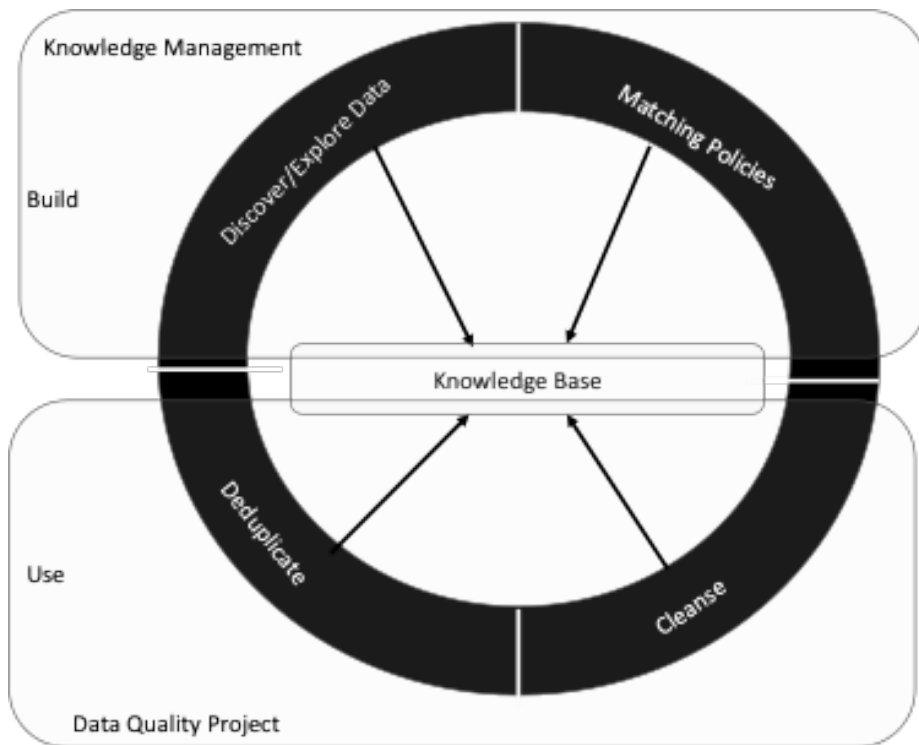 Knowledge Management
Discover/Explore Data
Matching Policies
Build
Knowledge Base
Deduplicate
Use
Cleanse
Data Quality Project